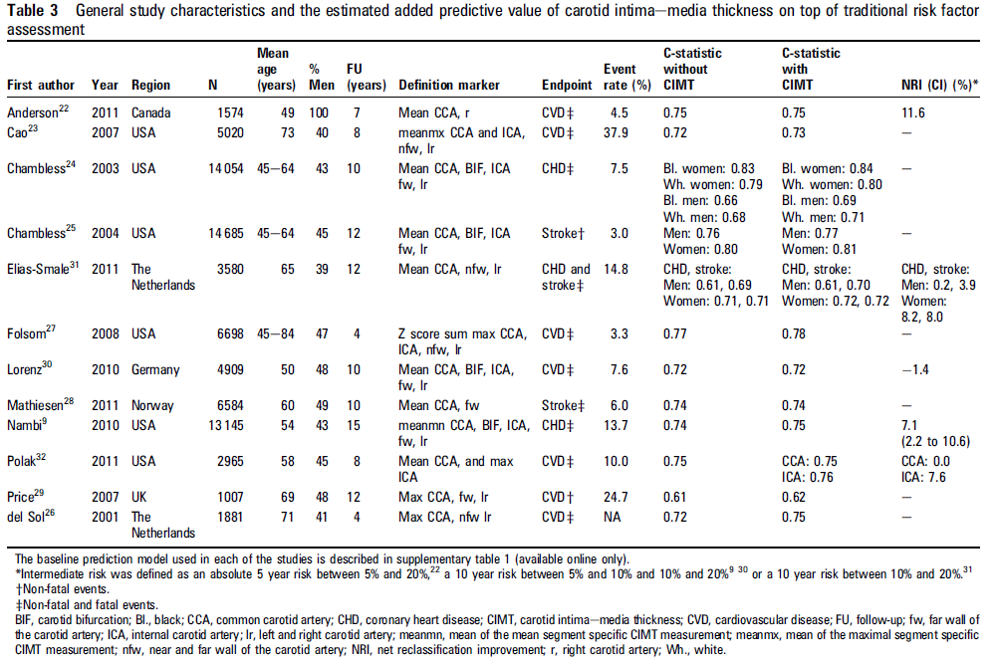 Table 3 General study characteristics and the estimated added predictive value of carotid intima—media thickness on top of traditional risk factor
assessment
First author Year Region N Mean age (years) % Men FU (years) Definition marker Endpoint Event rate (%) C-statistic without CIMT C-statistic with CIMT NRI (CI) (%)*
Anderson22 2011 Canada 1574 49 100 7 Mean CCA, r CVD‡ 4.5 0.75 0.75 11.6
Cao23 2007 USA 5020 73 40 8 meanmx CCA and ICA, CVD‡ 37.9 0.72 0.73 —
nfw, lr
Chambless24 2003 USA 14 054 45—64 43 10 Mean CCA, BIF, ICA CHD‡ 7.5 Bl. women: 0.83 Bl. women: 0.84 —
fw, lr Wh. women: 0.79 Wh. women: 0.80
Bl. men: 0.66 Bl. men: 0.69
Wh. men: 0.68 Wh. men: 0.71
Chambless25 2004 USA 14 685 45—64 45 12 Mean CCA, BIF, ICA Stroke† 3.0 Men: 0.76 Men: 0.77 —
fw, lr Women: 0.80 Women: 0.81
Elias-Smale31 2011 The 3580 65 39 12 Mean CCA, nfw, lr CHD and 14.8 CHD, stroke: CHD, stroke: CHD, stroke:
Netherlands stroke‡ Men: 0.61, 0.69 Men: 0.61, 0.70 Men: 0.2, 3.9
Women: 0.71, 0.71 Women: 0.72, 0.72 Women:
8.2, 8.0
Folsom27 2008 USA 6698 45—84 47 4 Z score sum max CCA, CVD‡ 3.3 0.77 0.78 —
ICA, nfw, lr
Lorenz30 2010 Germany 4909 50 48 10 Mean CCA, BIF, ICA, CVD‡ 7.6 0.72 0.72 −1.4
fw, lr
Mathiesen28 2011 Norway 6584 60 49 10 Mean CCA, fw Stroke‡ 6.0 0.74 0.74 —
Nambi9 2010 USA 13 145 54 43 15 meanmn CCA, BIF, ICA, CHD‡ 13.7 0.74 0.75 7.1
fw, lr (2.2 to 10.6)
Polak32 2011 USA 2965 58 45 8 Mean CCA, and max CVD‡ 10.0 0.75 CCA: 0.75 CCA: 0.0
ICA ICA: 0.76 ICA: 7.6
Price29 2007 UK 1007 69 48 12 Max CCA, fw, lr CVD† 24.7 0.61 0.62 —
del Sol26 2001 The 1881 71 41 4 Max CCA, nfw lr CVD‡ NA 0.72 0.75 —
Netherlands
The baseline prediction model used in each of the studies is described in supplementary table 1 (available online only).
*Intermediate risk was defined as an absolute 5 year risk between 5% and 20%,22 a 10 year risk between 5% and 10% and 10% and 20%9 30 or a 10 year risk between 10% and 20%.31
†Non-fatal events.
‡Non-fatal and fatal events.
BIF, carotid bifurcation; Bl., black; CCA, common carotid artery; CHD, coronary heart disease; CIMT, carotid intima—media thickness; CVD, cardiovascular disease; FU, follow-up; fw, far wall of
the carotid artery; ICA, internal carotid artery; lr, left and right carotid artery; meanmn, mean of the mean segment specific CIMT measurement; meanmx, mean of the maximal segment specific
CIMT measurement; nfw, near and far wall of the carotid artery; NRI, net reclassification improvement; r, right carotid artery; Wh., white.